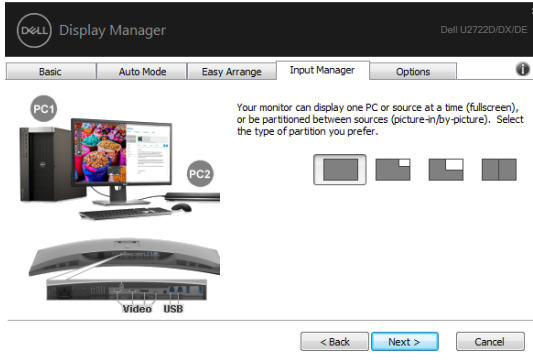 DELL Display Manager
Dell U2722D/DX/DE
Basic
Auto Mode
Easy Arrange
Input Manager
Options
i
PC1
PC2
Video
USB
Your monitor can display one PC or source at a time (fullscreen),
or be partitioned between sources (picture-in/by-picture). Select
the type of partition you prefer.
< Back
Next >
Cancel